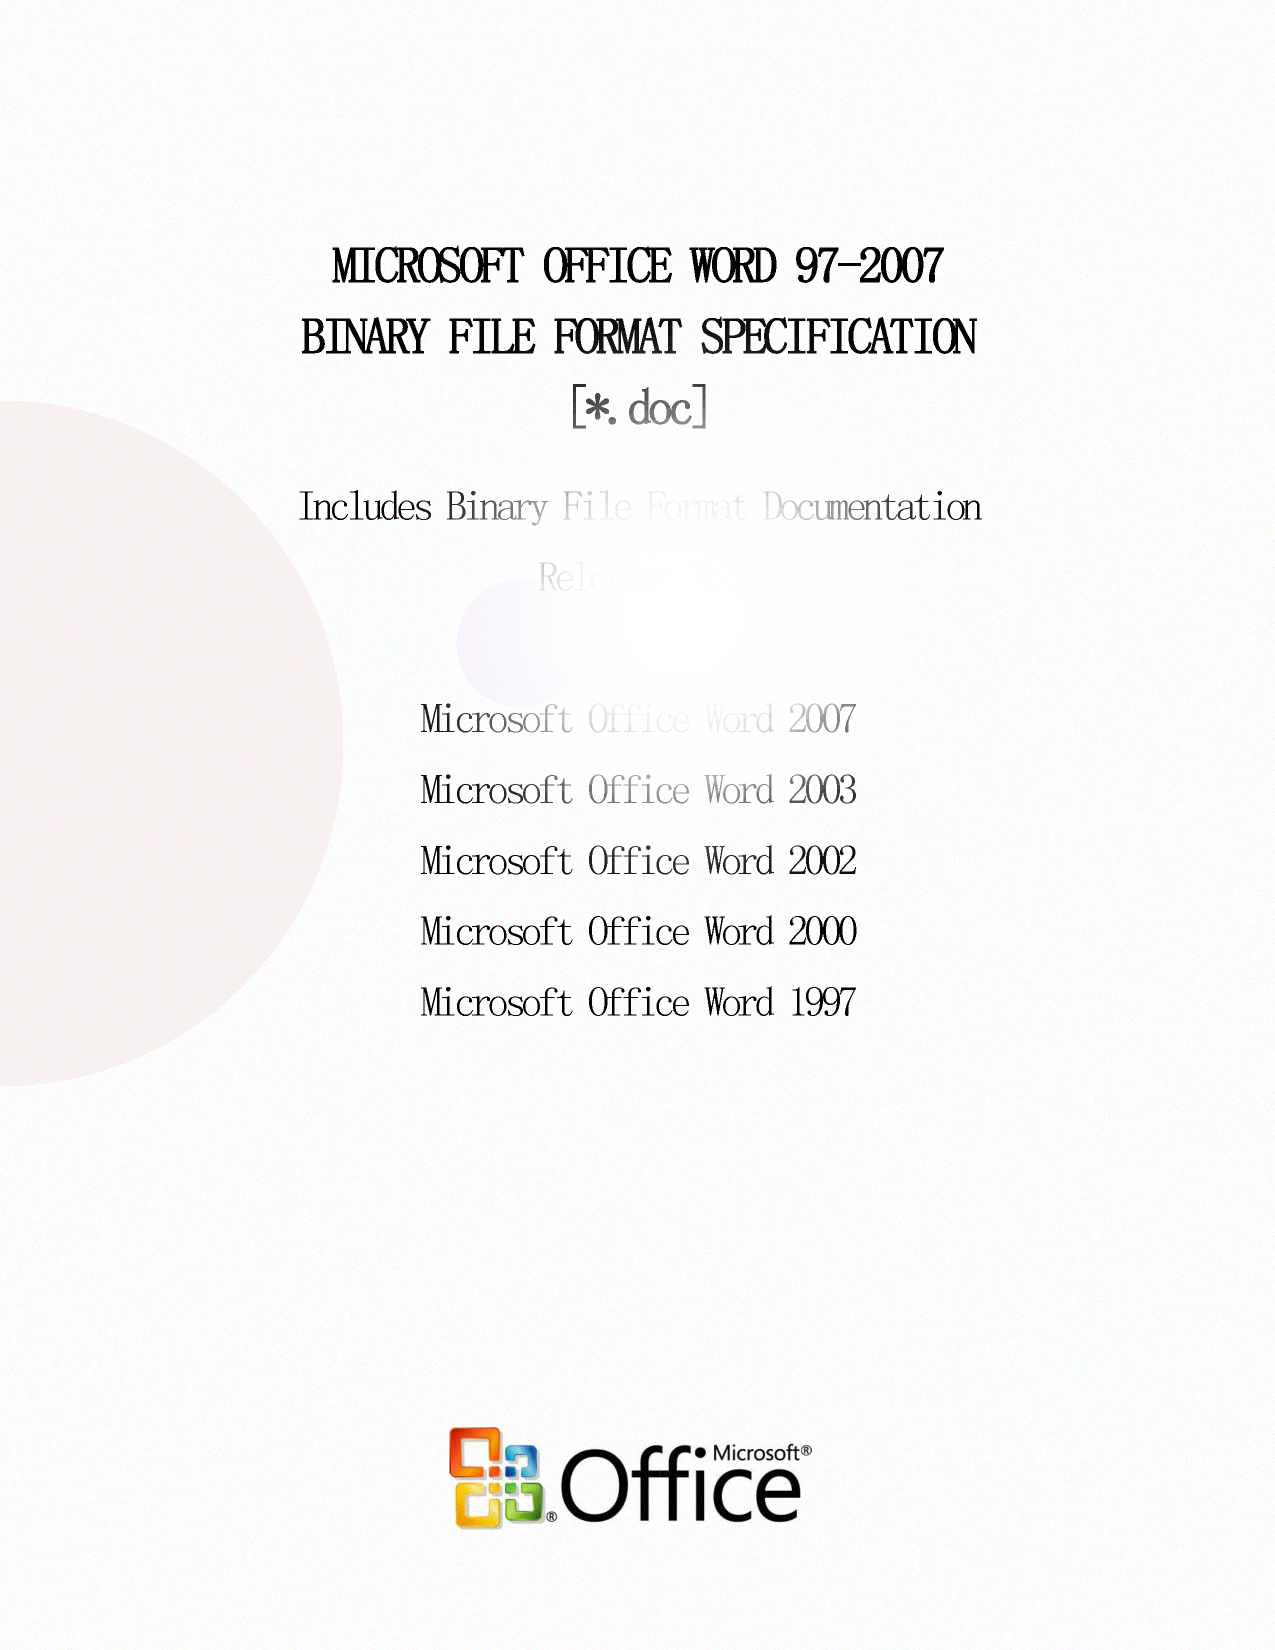 MICROSOFT OFFICE WORD 97-2007
BINARY FILE FORMAT SPECIFICATION
[*.doc]
Includes Binary File Format Documentation
Microsoft Office Word 2007
Microsoft Office Word 2003
Microsoft Office Word 2002
Microsoft Office Word 2000
Microsoft Office Word 1997
Microsoft®
Office
®